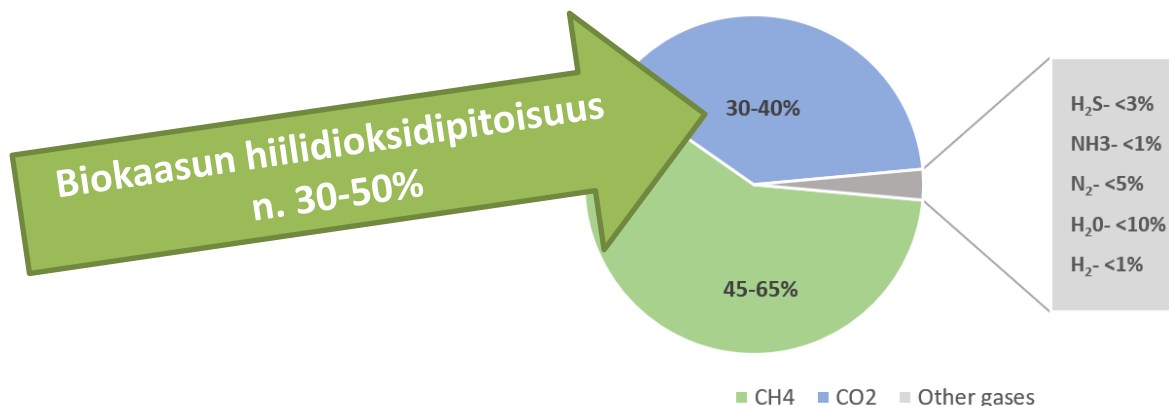 Biokaasun hiilidioksidipitoisuus
n. 30-50%
30-40%
45-65%
H₂S- <3%
NH3- <1%
N₂- <5%
H₂0- <10%
H₂- <1%
CH4 CO2 Other gases